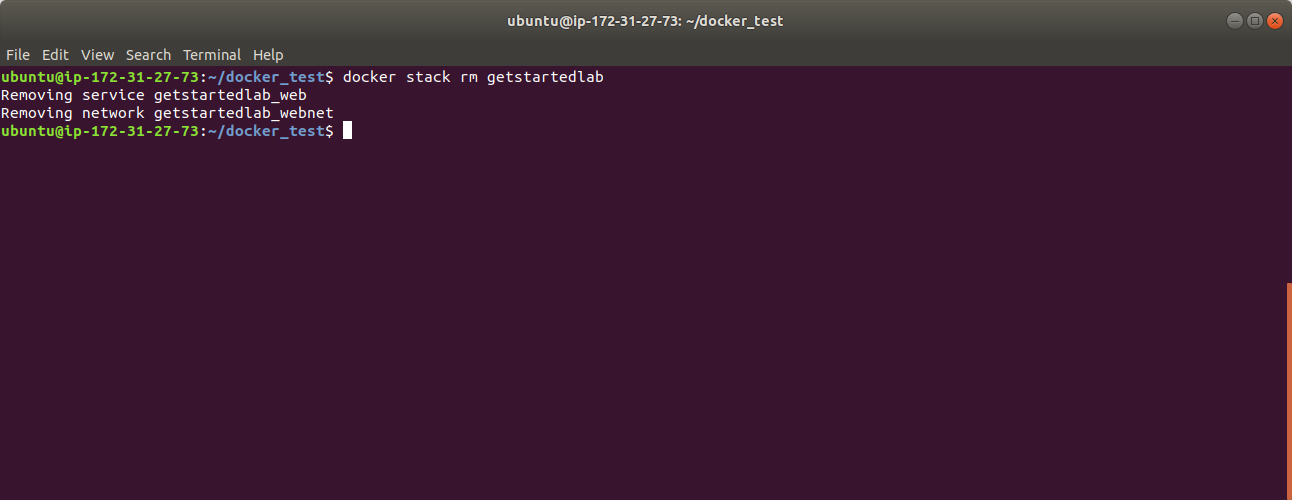 ubuntu@ip-172-31-27-73: ~/docker_test
File Edit View Search Terminal Help
ubuntu@ip-172-31-27-73:~/docker_test$ docker stack rm getstartedlab
Removing service getstartedlab_web
Removing network getstartedlab_webnet
ubuntu@ip-172-31-27-73:~/docker_test$